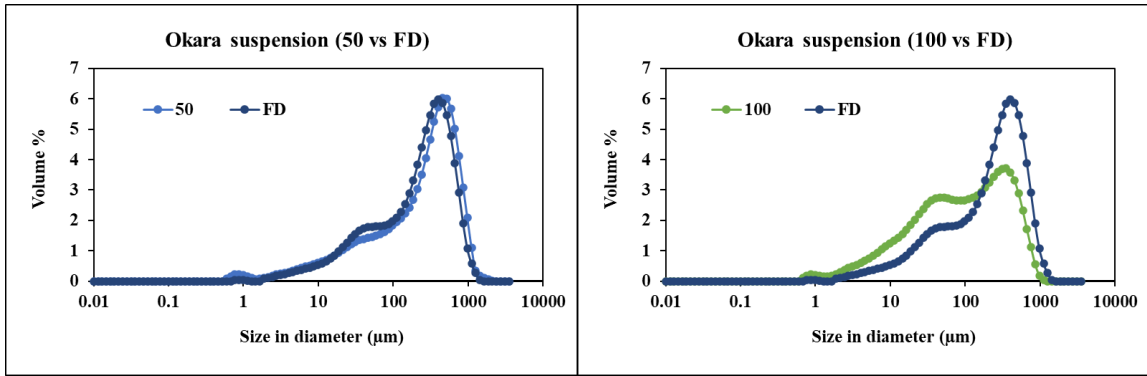 Okara suspension (50 vs FD)
50 FD
Volume %
7
6
5
4
3
2
1
0
0.01 0.1 1 10 100 1000 10000
Size in diameter (µm)
Okara suspension (100 vs FD)
100 FD
Volume %
7
6
5
4
3
2
1
0
0.01 0.1 1 10 100 1000 10000
Size in diameter (µm)